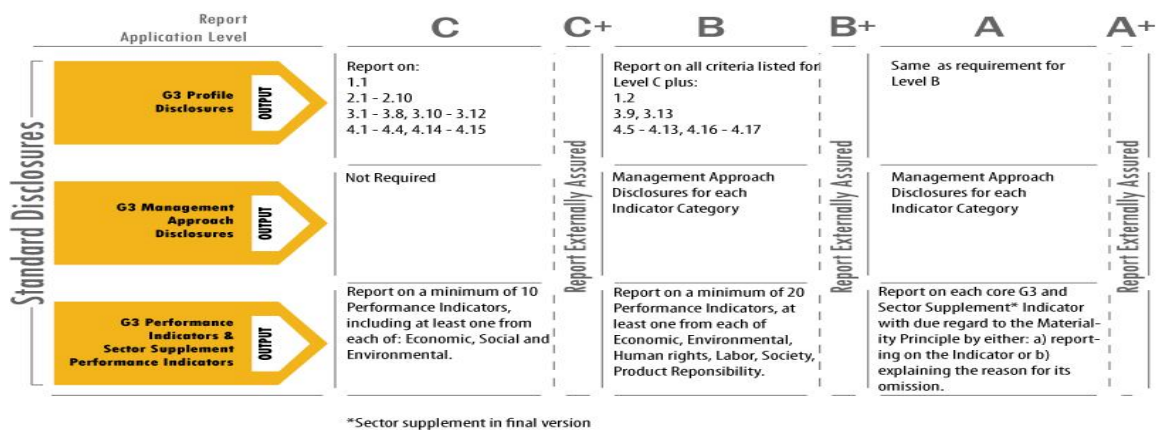 Report
Application Level
C
C+
B
B+
A
A+
Standard Disclosures
G3 Profile
Disclosures
OUTPUT
Report on:
1.1
2.1 - 2.10
3.1 - 3.8, 3.10 - 3.12
4.1 - 4.4, 4.14 - 4.15
Report Externally Assured
Report on all criteria listed for
Level C plus:
1.2
3.9, 3.13
4.5 - 4.13, 4.16 - 4.17
Report Externally Assured
Same as requirement for
Level B
Report Externally Assured
G3 Management
Approach
Disclosures
OUTPUT
Not Required
Management Approach
Disclosures for each
Indicator Category
Management Approach
Disclosures for each
Indicator Category
G3 Performance
Indicators &
Sector Supplement
Performance Indicators
OUTPUT
Report on a minimum of 10
Performance Indicators,
including at least one from
each of: Economic, Social and
Environmental.
Report on a minimum of 20
Performance Indicators, at
least one from each of
Economic, Environmental,
Human rights, Labor, Society,
Product Reponsibility.
Report on each core G3 and
Sector Supplement* Indicator
with due regard to the Material-
ity Principle by either: a) report-
ing on the Indicator or b)
explaining the reason for its
omission.
*Sector supplement in final version